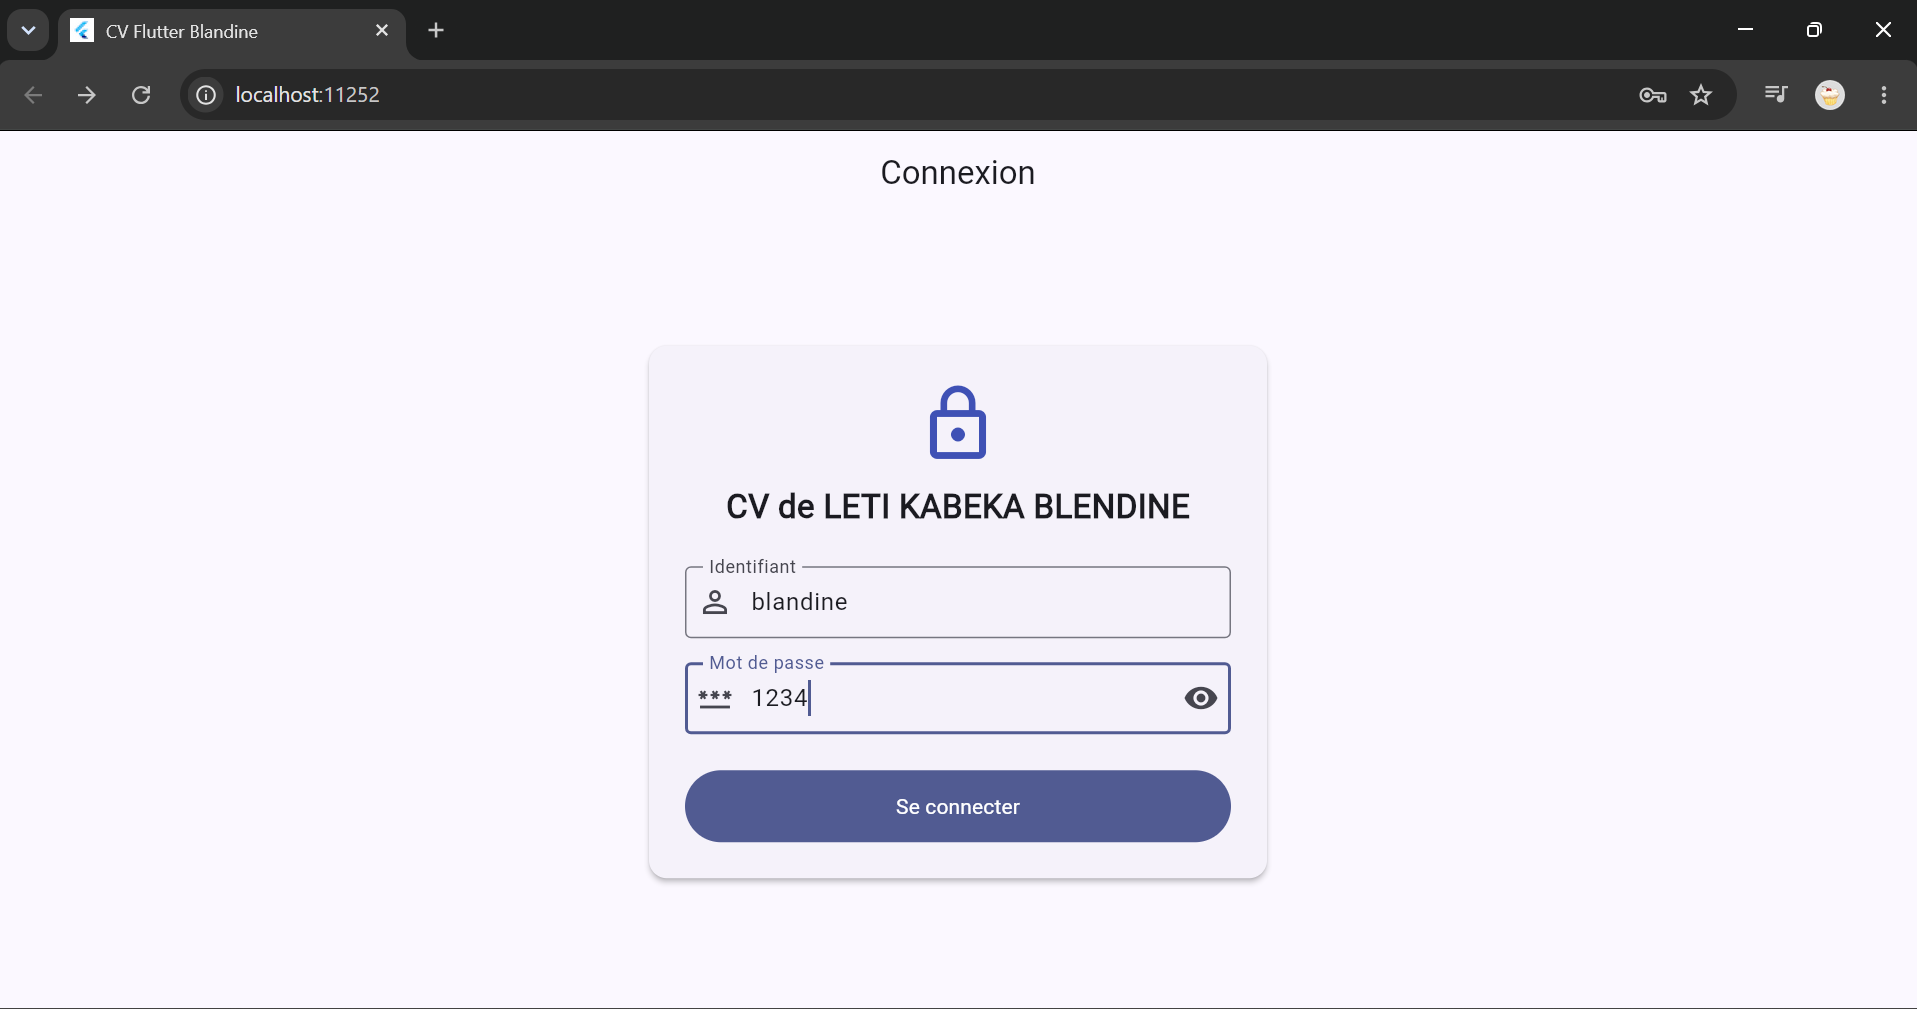 CV Flutter Blandine
localhost:11252
Connexion
CV de LETI KABEKA BLENDINE
Identifiant
blandine
Mot de passe
*** 1234
Se connecter